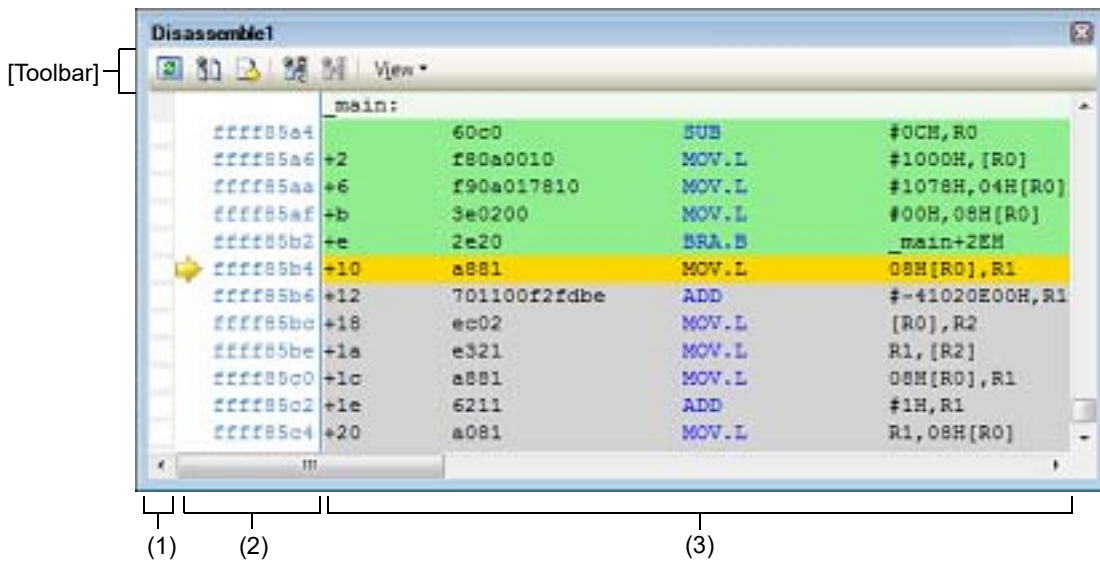 Disassemble1
[Toolbar]
View
_main:
ffff85a4 60c0 SUB #0CH,R0
ffff85a6 +2 f80a0010 MOV.L #1000H,[R0]
ffff85aa +6 f90a017810 MOV.L #1078H,04H[R0]
ffff85af +b 3e0200 MOV.L #00H,08H[R0]
ffff85b2 +e 2e20 BRA.B _main+2EH
ffff85b4 +10 a881 MOV.L 08H[R0],R1
ffff85b6 +12 701100f2fdbe ADD #-41020E00H,R1
ffff85bc +18 ec02 MOV.L [R0],R2
ffff85be +1a e321 MOV.L R1,[R2]
ffff85c0 +1c a881 MOV.L 08H[R0],R1
ffff85c2 +1e 6211 ADD #1H,R1
ffff85c4 +20 a081 MOV.L R1,08H[R0]
(1) (2) (3)